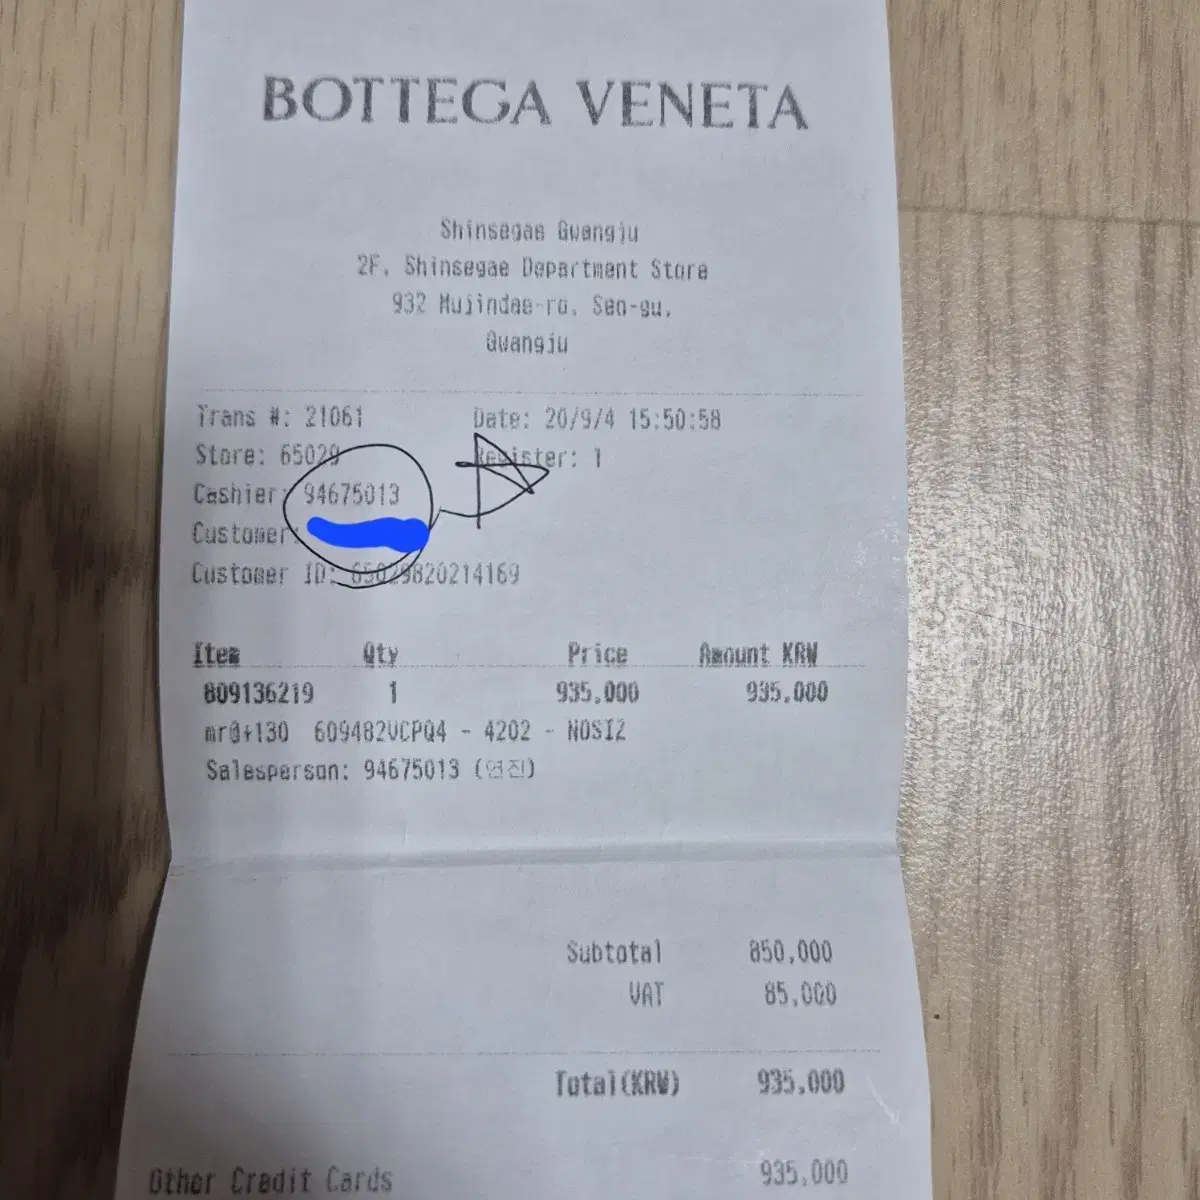 BOTTEGA VENETA
Shinsegae Gwangju
2F, Shinsegae Department Store
932 Mujindae-ro, Seo-gu,
Gwangju
Trans #: 21061 Date: 20/9/4 15:50:58
Store: 65029 Register: 1
Cashier: 94675013
Customer:
Customer ID: 65029820214169
Item Qty Price Amount KRW
809136219 1 935,000 935,000
mr@+130 609482VCPQ4 - 4202 - NOSIZ
Salesperson: 94675013 (연진)
Subtotal 850,000
VAT 85,000
Total(KRW) 935,000
Other Credit Cards 935,000